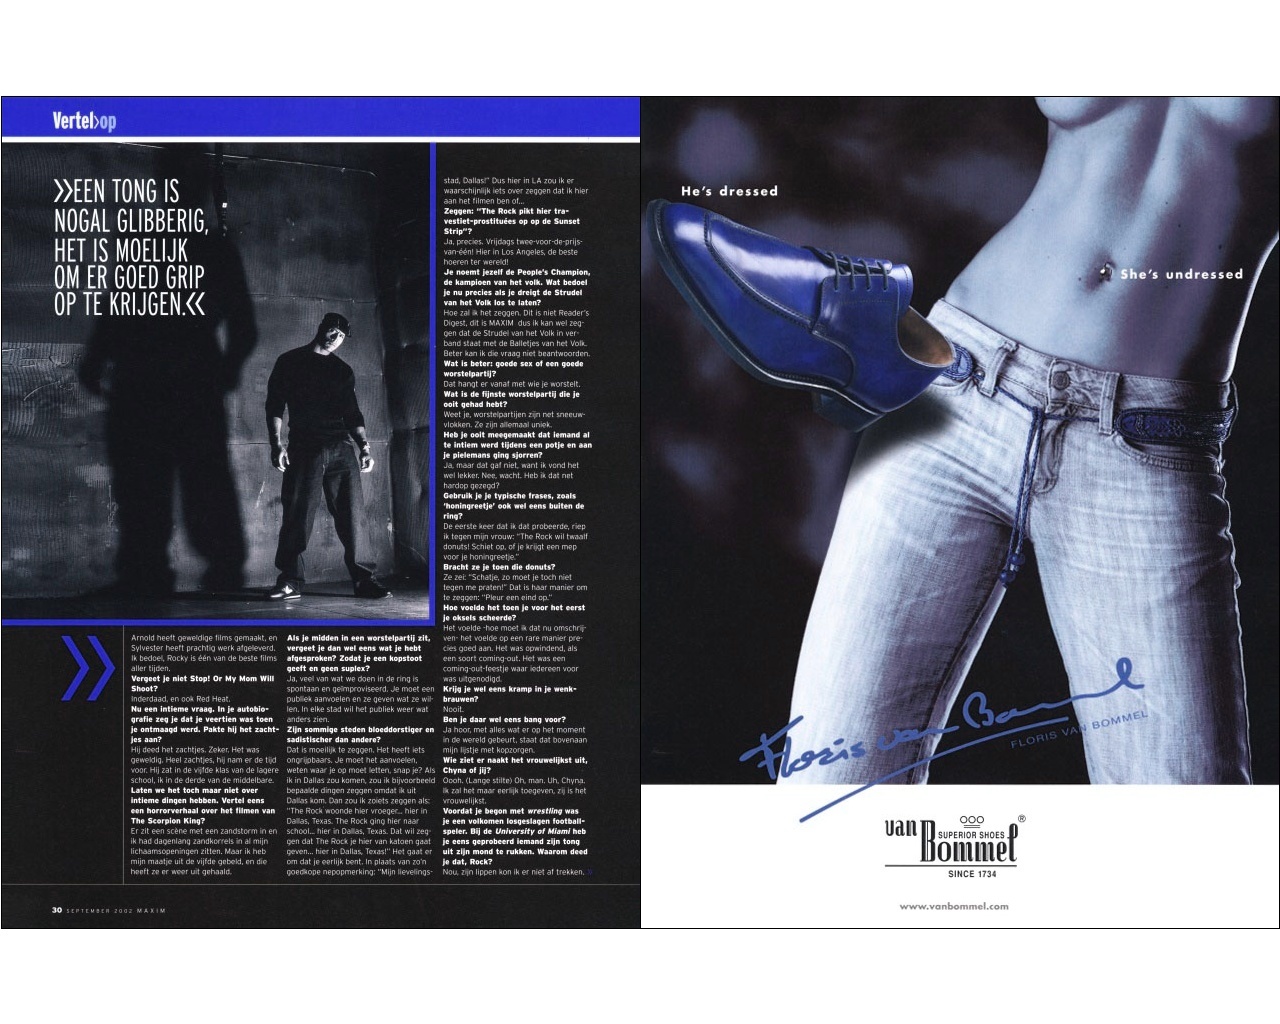 Vertel>op
»EEN TONG IS
NOGAL GLIBBERIG,
HET IS MOELIJK
OM ER GOED GRIP
OP TE KRIJGEN.«
Arnold heeft geweldige films gemaakt, en
Sylvester heeft prachtig werk afgeleverd.
Ik bedoel, Rocky is één van de beste films
aller tijden.
Vergeet je niet Stop! Or My Mom Will
Shoot?
Inderdaad, en ook Red Heat.
Nu een intieme vraag. In je autobio-
grafie zeg je dat je veertien was toen
je ontmaagd werd. Pakte hij het zacht-
jes aan?
Hij deed het zachtjes. Zeker. Het was
geweldig. Heel zachtjes, hij nam er de tijd
voor. Hij zat in de vijfde klas van de lagere
school, ik in de derde van de middelbare.
Laten we het toch maar niet over
intieme dingen hebben. Vertel eens
een horrorverhaal over het filmen van
The Scorpion King?
Er zit een scène met een zandstorm in en
ik had dagenlang zandkorrels in al mijn
lichaamsopeningen zitten. Maar ik heb
mijn maatje uit de vijfde gebeld, en die
heeft ze er weer uit gehaald.
Als je midden in een worstelpartij zit,
vergeet je dan wel eens wat je hebt
afgesproken? Zodat je een kopstoot
geeft en geen suplex?
Ja, veel van wat we doen in de ring is
spontaan en geïmproviseerd. Je moet een
publiek aanvoelen en ze geven wat ze wil-
len. In elke stad wil het publiek weer wat
anders zien.
Zijn sommige steden bloeddorstiger en
sadistischer dan andere?
Dat is moeilijk te zeggen. Het heeft iets
ongrijpbaars. Je moet het aanvoelen,
weten waar je op moet letten, snap je? Als
ik in Dallas zou komen, zou ik bijvoorbeeld
bepaalde dingen zeggen omdat ik uit
Dallas kom. Dan zou ik zoiets zeggen als:
"The Rock woonde hier vroeger... hier in
Dallas, Texas. The Rock ging hier naar
school... hier in Dallas, Texas. Dat wil zeg-
gen dat The Rock je hier van katoen gaat
geven... hier in Dallas, Texas!" Het gaat er
om dat je eerlijk bent. In plaats van zo'n
goedkope nepopmerking: "Mijn lievelings-
stad, Dallas!" Dus hier in LA zou ik er
waarschijnlijk iets over zeggen dat ik hier
aan het filmen ben of...
Zeggen: "The Rock pikt hier tra-
vestiet-prostituées op op de Sunset
Strip"?
Ja, precies. Vrijdags twee-voor-de-prijs-
van-één! Hier in Los Angeles, de beste
hoeren ter wereld!
Je noemt jezelf de People's Champion,
de kampioen van het volk. Wat bedoel
je nu precies als je dreigt de Strudel
van het Volk los te laten?
Hoe zal ik het zeggen. Dit is niet Reader's
Digest, dit is MAXIM dus ik kan wel zeg-
gen dat de Strudel van het Volk in ver-
band staat met de Balletjes van het Volk.
Beter kan ik die vraag niet beantwoorden.
Wat is beter: goede sex of een goede
worstelpartij?
Dat hangt er vanaf met wie je worstelt.
Wat is de fijnste worstelpartij die je
ooit gehad hebt?
Weet je, worstelpartijen zijn net sneeuw-
vlokken. Ze zijn allemaal uniek.
Heb je ooit meegemaakt dat iemand al
te intiem werd tijdens een potje en aan
je pielemans ging sjorren?
Ja, maar dat gaf niet, want ik vond het
wel lekker. Nee, wacht. Heb ik dat net
hardop gezegd?
Gebruik je je typische frases, zoals
'honingreetje' ook wel eens buiten de
ring?
De eerste keer dat ik dat probeerde, riep
ik tegen mijn vrouw: "The Rock wil twaalf
donuts! Schiet op, of je krijgt een mep
voor je honingreetje."
Bracht ze je toen die donuts?
Ze zei: "Schatje, zo moet je toch niet
tegen me praten!" Dat is haar manier om
te zeggen: "Pleur een eind op."
Hoe voelde het toen je voor het eerst
je oksels scheerde?
Het voelde -hoe moet ik dat nu omschrij-
ven- het voelde op een rare manier pre-
cies goed aan. Het was opwindend, als
een soort coming-out. Het was een
coming-out-feestje waar iedereen voor
was uitgenodigd.
Krijg je wel eens kramp in je wenk-
brauwen?
Nooit.
Ben je daar wel eens bang voor?
Ja hoor, met alles wat er op het moment
in de wereld gebeurt, staat dat bovenaan
mijn lijstje met kopzorgen.
Wie ziet er naakt het vrouwelijkst uit,
Chyna of jij?
Oooh. (Lange stilte) Oh, man. Uh, Chyna.
Ik zal het maar eerlijk toegeven, zij is het
vrouwelijkst.
Voordat je begon met wrestling was
je een volkomen losgeslagen football-
speler. Bij de University of Miami heb
je eens geprobeerd iemand zijn tong
uit zijn mond te rukken. Waarom deed
je dat, Rock?
Nou, zijn lippen kon ik er niet af trekken. »
30 SEPTEMBER 2002 MAXIM
He's dressed
She's undressed
Floris van Bommel
FLORIS VAN BOMMEL
van Bommel®
SUPERIOR SHOES
SINCE 1734
www.vanbommel.com